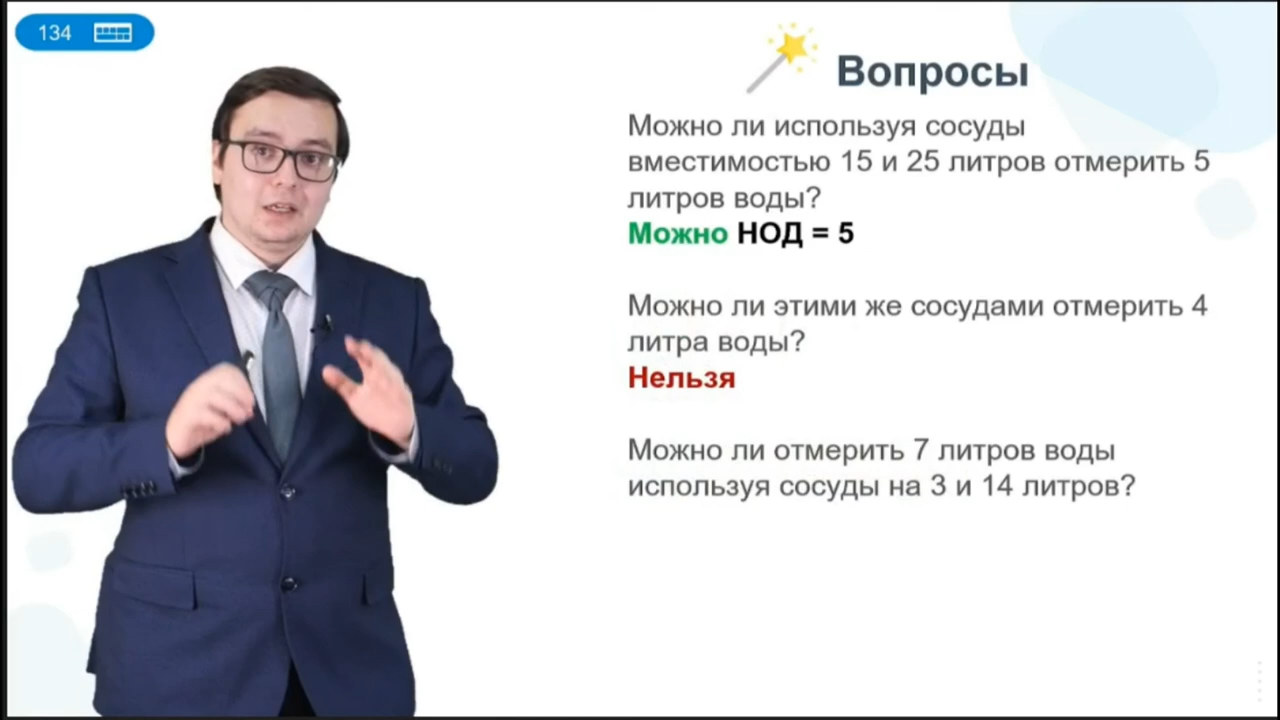 134
Вопросы
Можно ли используя сосуды
вместимостью 15 и 25 литров отмерить 5
литров воды?
Можно НОД = 5
Можно ли этими же сосудами отмерить 4
литра воды?
Нельзя
Можно ли отмерить 7 литров воды
используя сосуды на 3 и 14 литров?